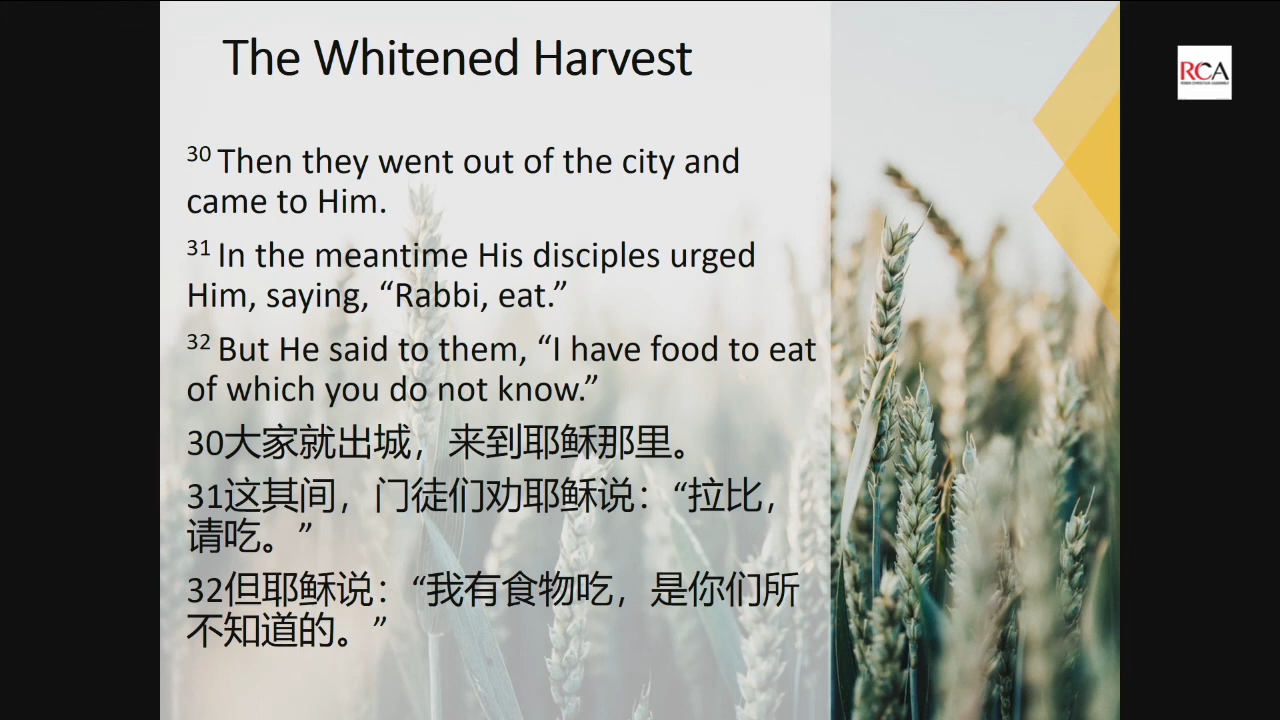 The Whitened Harvest
RCA
30 Then they went out of the city and
came to Him.
31 In the meantime His disciples urged
Him, saying, “Rabbi, eat.”
32 But He said to them, “I have food to eat
of which you do not know.”
30大家就出城，来到耶稣那里。
31这其间，门徒们劝耶稣说：“拉比，
请吃。”
32但耶稣说：“我有食物吃，是你们所
不知道的。”